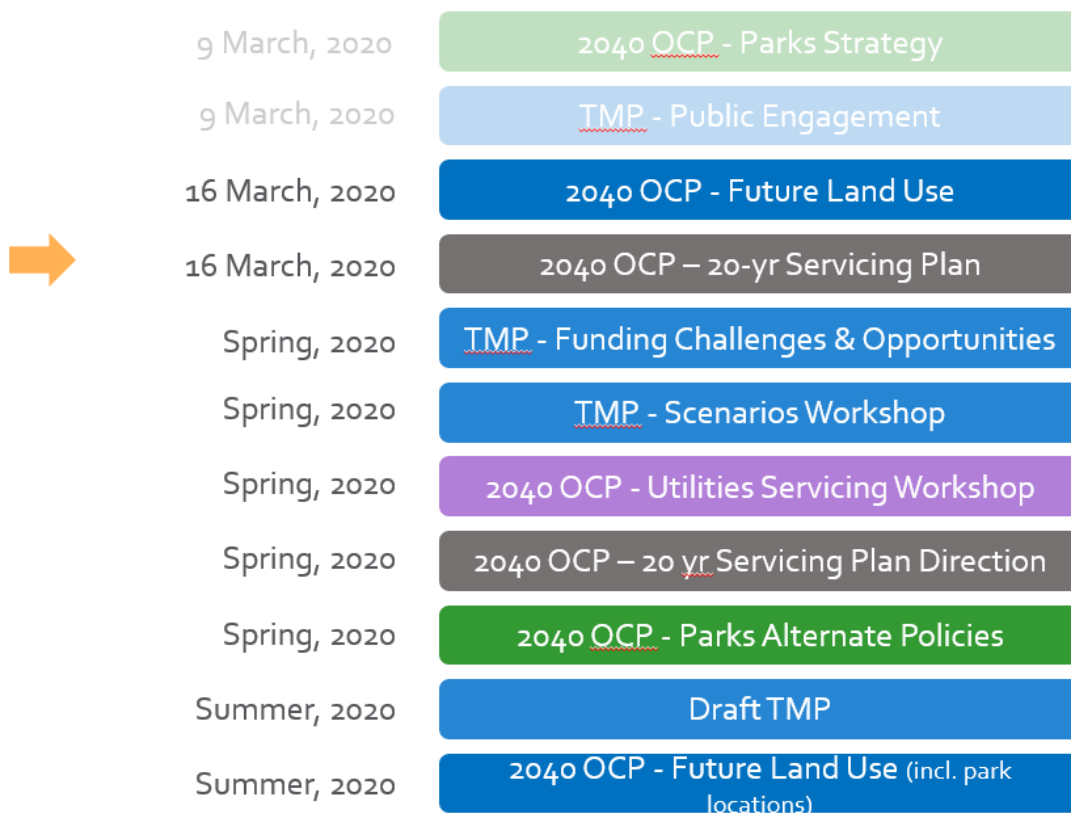 9 March, 2020 2040 OCP - Parks Strategy
9 March, 2020 TMP - Public Engagement
16 March, 2020 2040 OCP - Future Land Use
16 March, 2020 2040 OCP – 20-yr Servicing Plan
Spring, 2020 TMP - Funding Challenges & Opportunities
Spring, 2020 TMP - Scenarios Workshop
Spring, 2020 2040 OCP - Utilities Servicing Workshop
Spring, 2020 2040 OCP – 20 yr Servicing Plan Direction
Spring, 2020 2040 OCP - Parks Alternate Policies
Summer, 2020 Draft TMP
Summer, 2020 2040 OCP - Future Land Use (incl. park
locations)